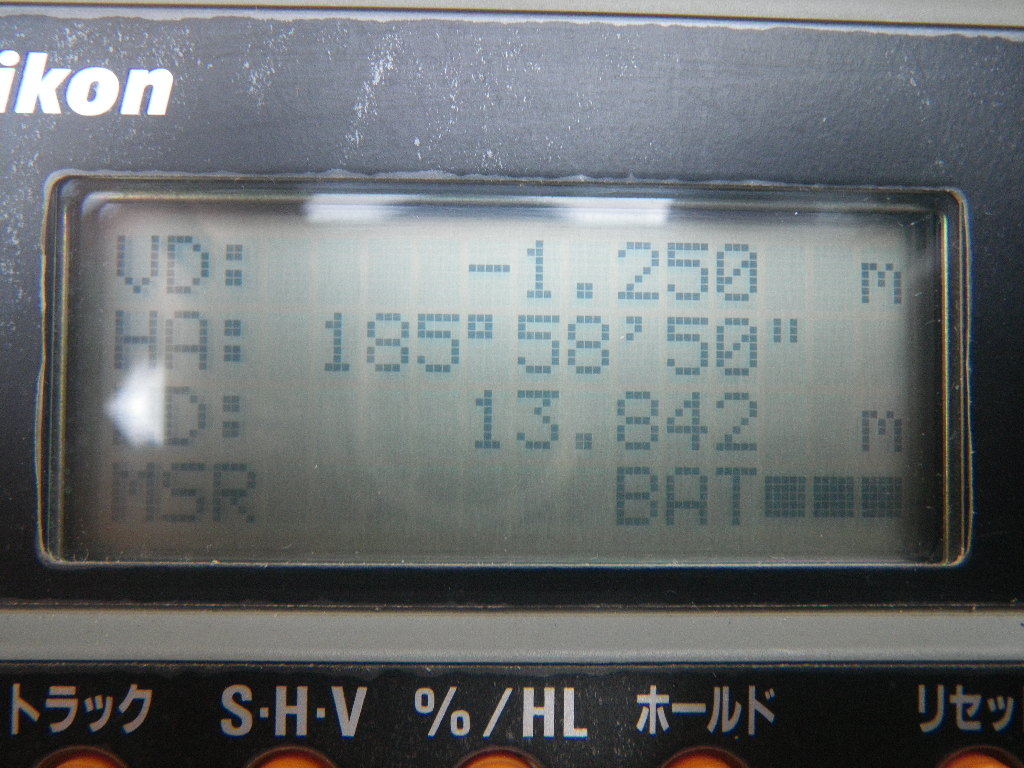 ikon
VD: -1.250 m
HA: 185°58'50"
D: 13.842 m
MSR BAT
トラック S·H·V %/HL ホールド リセッ